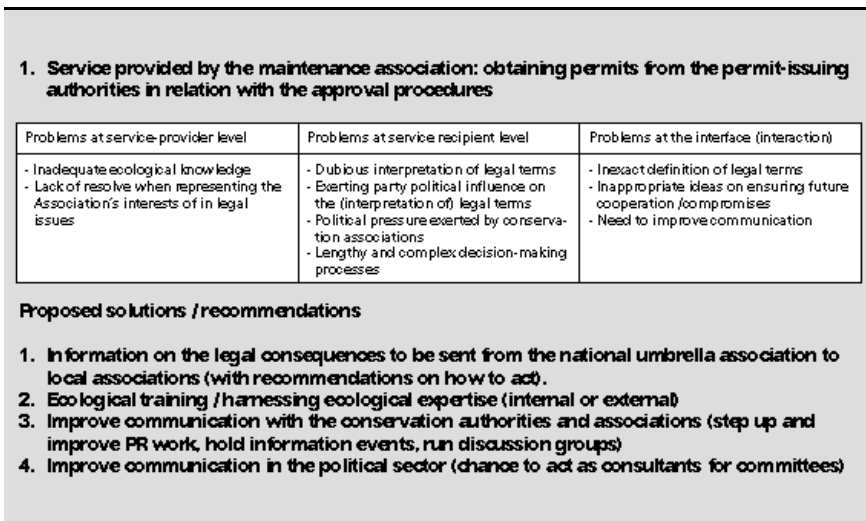 1. Service provided by the maintenance association: obtaining permits from the permit-issuing
authorities in relation with the approval procedures
Problems at service-provider level
- Inadequate ecological knowledge
- Lack of resolve when representing the
Association's interests of in legal
issues
Problems at service recipient level
- Dubious interpretation of legal terms
- Exerting party political influence on
the (interpretation of) legal terms
- Political pressure exerted by conserva-
tion associations
- Lengthy and complex decision-making
processes
Problems at the interface (interaction)
- Inexact definition of legal terms
- Inappropriate ideas on ensuring future
cooperation /compromises
- Need to improve communication
Proposed solutions / recommendations
1. Information on the legal consequences to be sent from the national umbrella association to
local associations (with recommendations on how to act).
2. Ecological training / harnessing ecological expertise (internal or external)
3. Improve communication with the conservation authorities and associations (step up and
improve PR work, hold information events, run discussion groups)
4. Improve communication in the political sector (chance to act as consultants for committees)